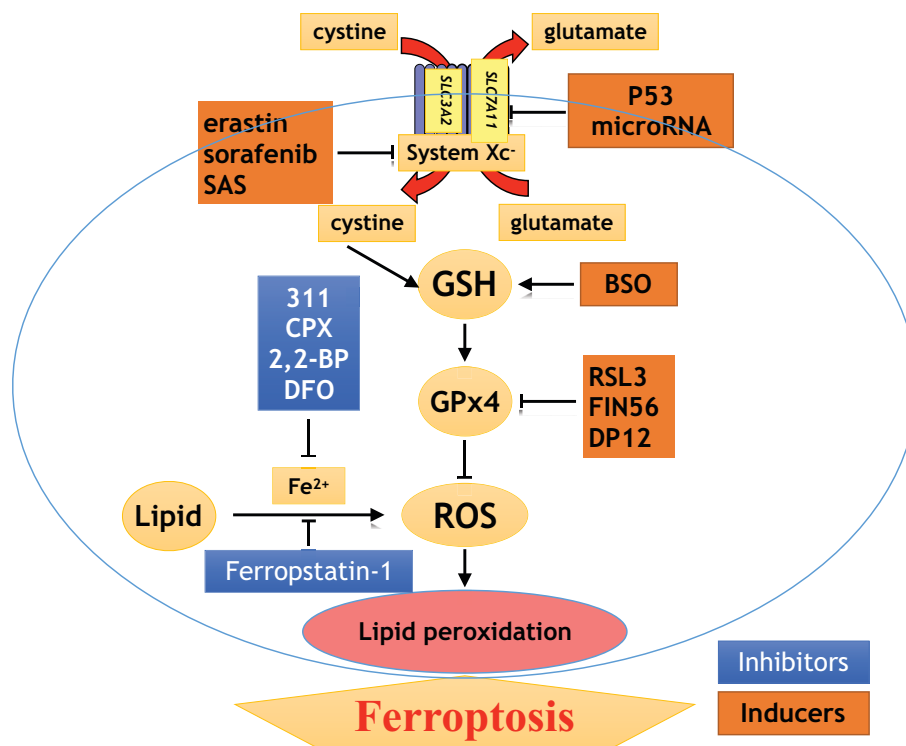 cystine
glutamate
SLC3A2
SLC7A11
P53
microRNA
erastin
sorafenib
SAS
System Xc-
cystine
glutamate
GSH
BSO
311
CPX
2,2-BP
DFO
GPx4
RSL3
FIN56
DP12
Fe²⁺
Lipid
ROS
Ferropstatin-1
Lipid peroxidation
Inhibitors
Ferroptosis
Inducers